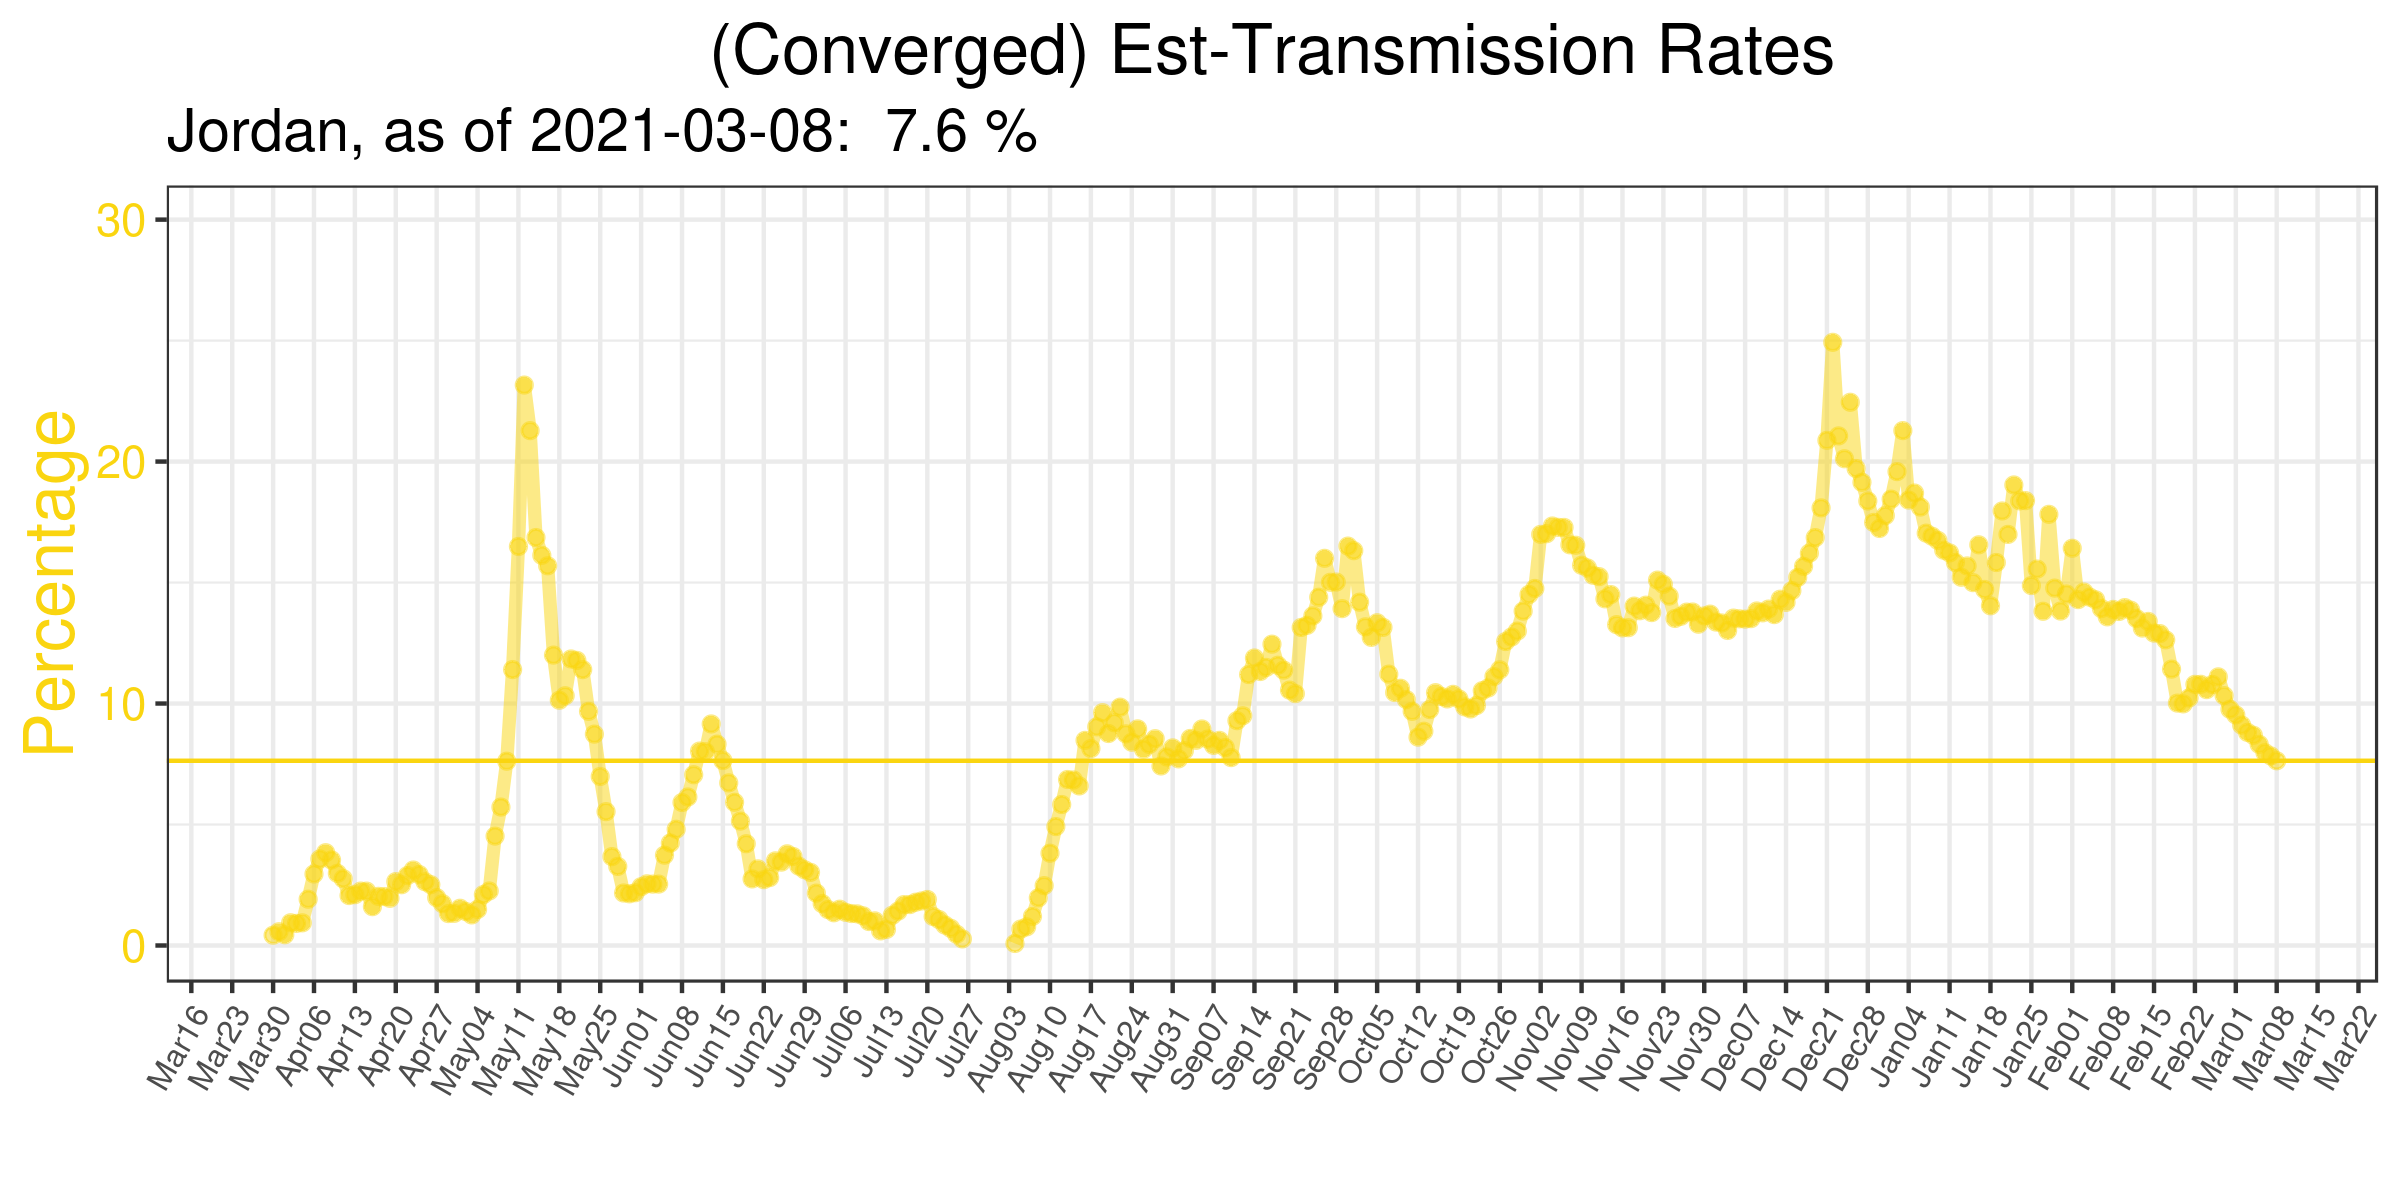 (Converged) Est-Transmission Rates
Jordan, as of 2021-03-08:  7.6 %
Percentage
30
20
10
0
Mar16
Mar23
Mar30
Apr06
Apr13
Apr20
Apr27
May04
May11
May18
May25
Jun01
Jun08
Jun15
Jun22
Jun29
Jul06
Jul13
Jul20
Jul27
Aug03
Aug10
Aug17
Aug24
Aug31
Sep07
Sep14
Sep21
Sep28
Oct05
Oct12
Oct19
Oct26
Nov02
Nov09
Nov16
Nov23
Nov30
Dec07
Dec14
Dec21
Dec28
Jan04
Jan11
Jan18
Jan25
Feb01
Feb08
Feb15
Feb22
Mar01
Mar08
Mar15
Mar22